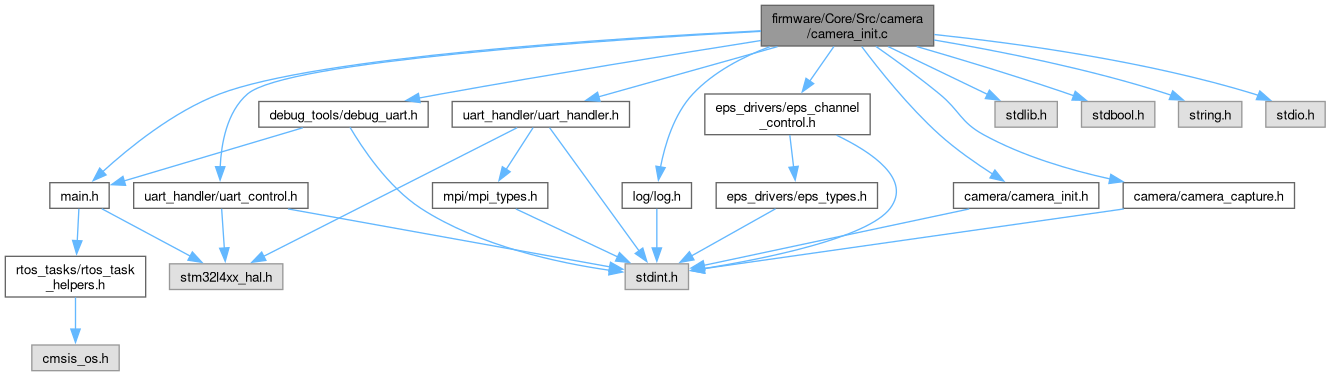 firmware/Core/Src/camera
/camera_init.c
debug_tools/debug_uart.h
uart_handler/uart_handler.h
eps_drivers/eps_channel
_control.h
stdlib.h
stdbool.h
string.h
stdio.h
main.h
uart_handler/uart_control.h
mpi/mpi_types.h
log/log.h
eps_drivers/eps_types.h
camera/camera_init.h
camera/camera_capture.h
rtos_tasks/rtos_task
_helpers.h
stm32l4xx_hal.h
stdint.h
cmsis_os.h